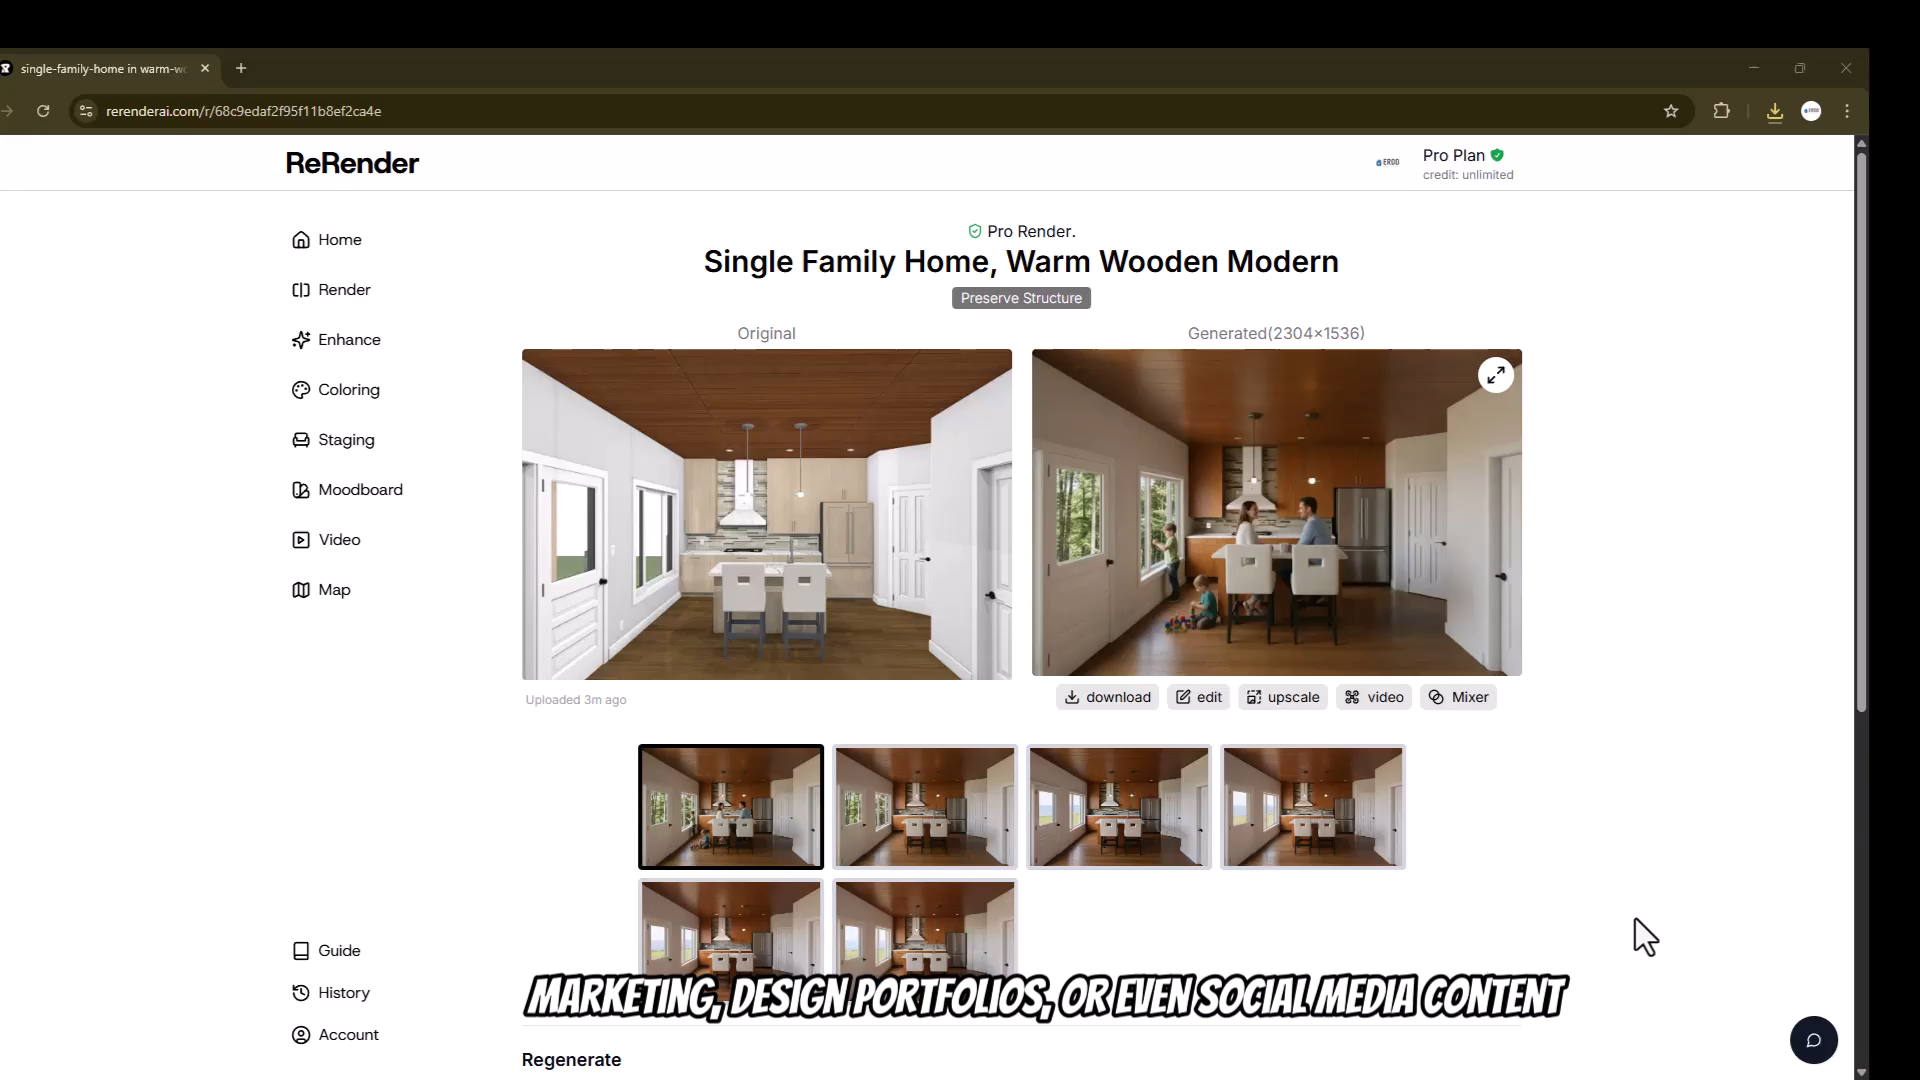 single-family-home in warm-wo
rerenderai.com/r/68c9edaf2f95f11b8ef2ca4e
ReRender
EROD
Pro Plan
credit: unlimited
Home
Render
Enhance
Coloring
Staging
Moodboard
Video
Map
Guide
History
Account
Pro Render.
Single Family Home, Warm Wooden Modern
Preserve Structure
Original
Generated(2304×1536)
Uploaded 3m ago
download
edit
upscale
video
Mixer
MARKETING, DESIGN PORTFOLIOS, OR EVEN SOCIAL MEDIA CONTENT
Regenerate